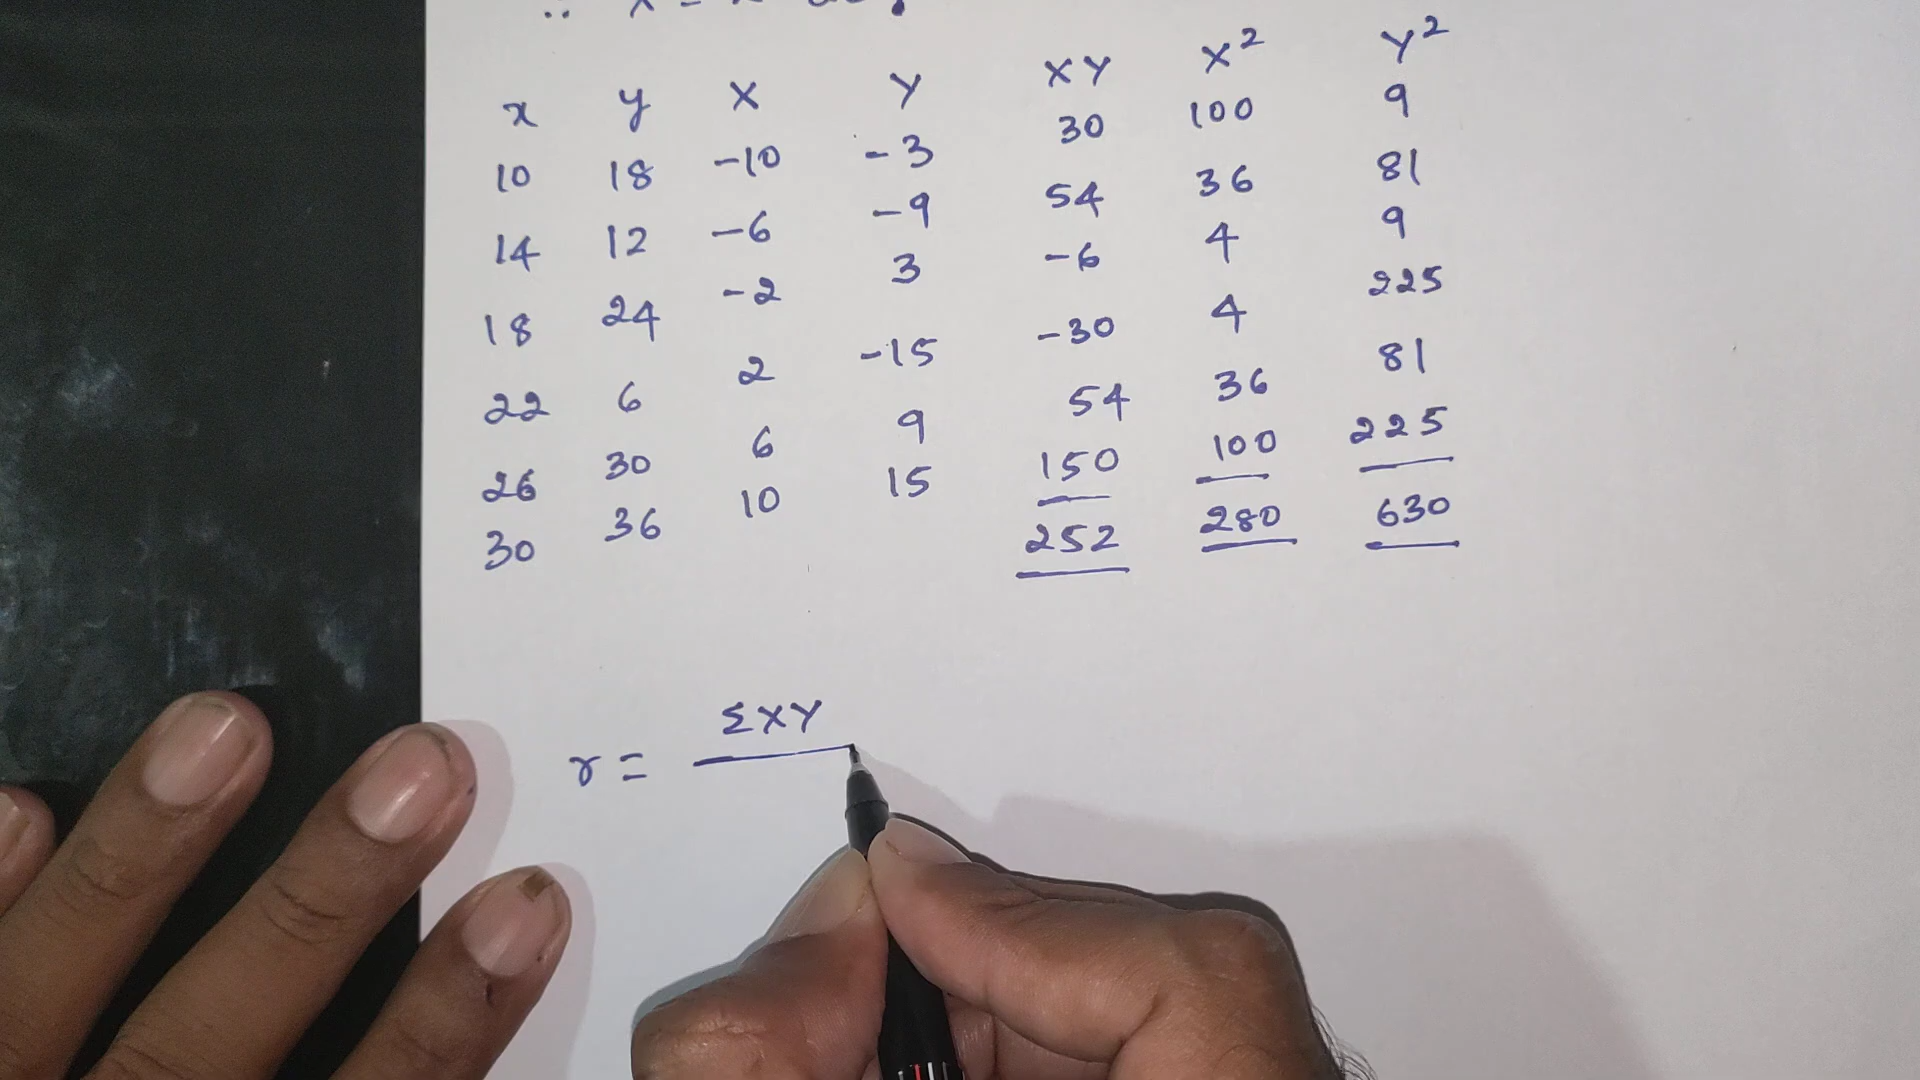 x y X Y XY X² Y²
10 18 -10 -3 30 100 9
14 12 -6 -9 54 36 81
18 24 -2 3 -6 4 9
22 6 2 -15 -30 4 225
26 30 6 9 54 36 81
30 36 10 15 150 100 225
252 280 630
r = ΣXY